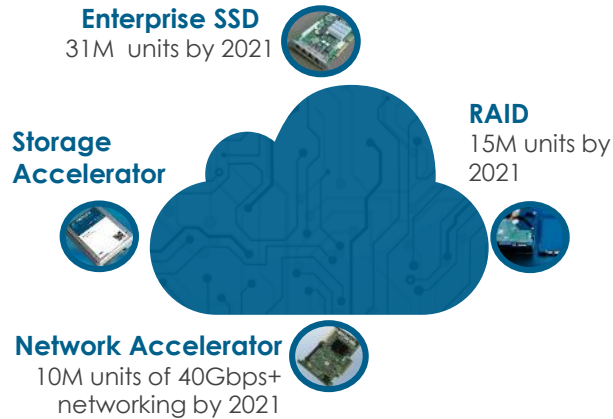 Enterprise SSD
31M units by 2021
RAID
15M units by
2021
Storage
Accelerator
Network Accelerator
10M units of 40Gbps+
networking by 2021